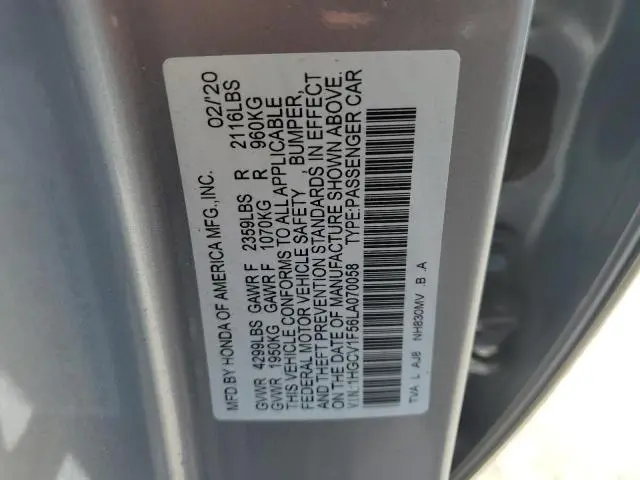 MFD.BY HONDA OF AMERICA MFG.,INC. 02/'20
GVWR 4299LBS GAWR F 2359LBS R 2116LBS
GVWR 1950KG GAWR F 1070KG R 960KG
THIS VEHICLE CONFORMS TO ALL APPLICABLE
FEDERAL MOTOR VEHICLE SAFETY , BUMPER,
AND THEFT PREVENTION STANDARDS IN EFFECT
ON THE DATE OF MANUFACTURE SHOWN ABOVE.
V.I.N.:1HGCV1F56LA070058 TYPE:PASSENGER CAR
TVA L AJ8 NH830MV .B .A